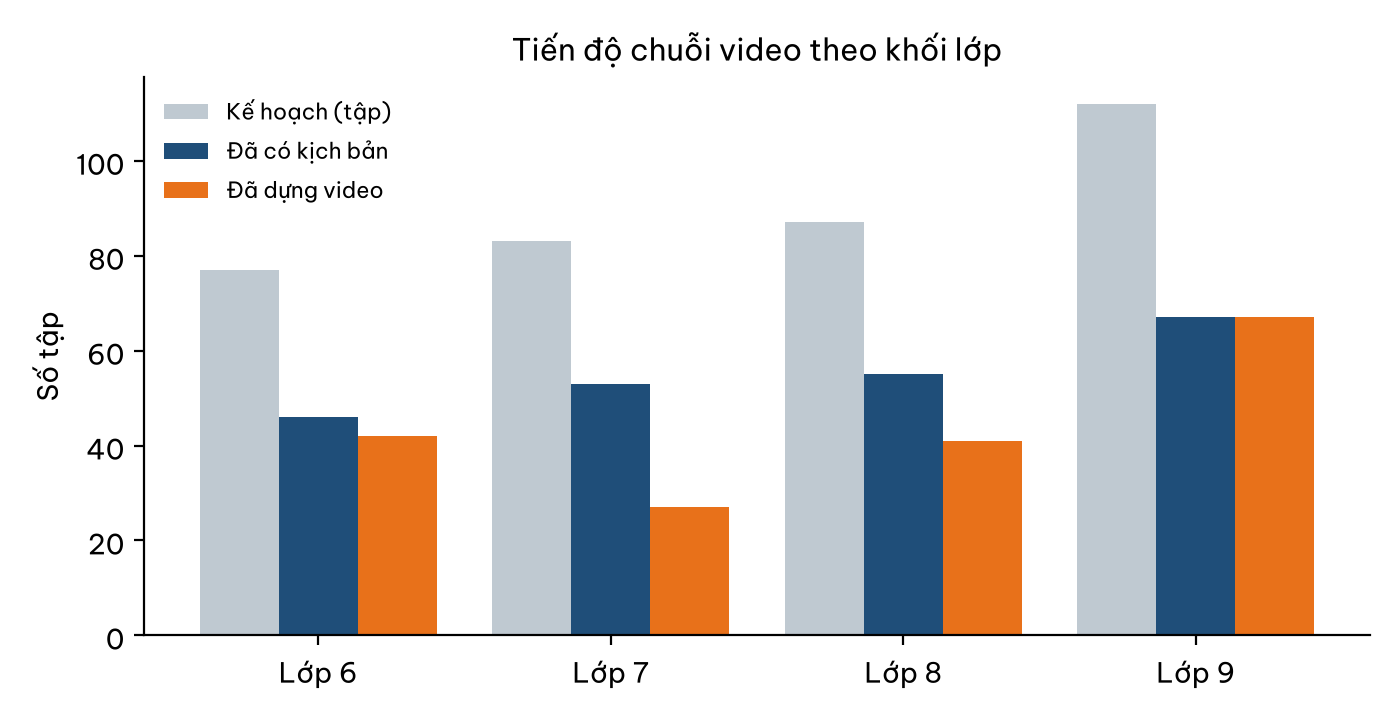 Tiến độ chuỗi video theo khối lớp
Kế hoạch (tập)
Đã có kịch bản
Đã dựng video
Số tập
100
80
60
40
20
0
Lớp 6
Lớp 7
Lớp 8
Lớp 9